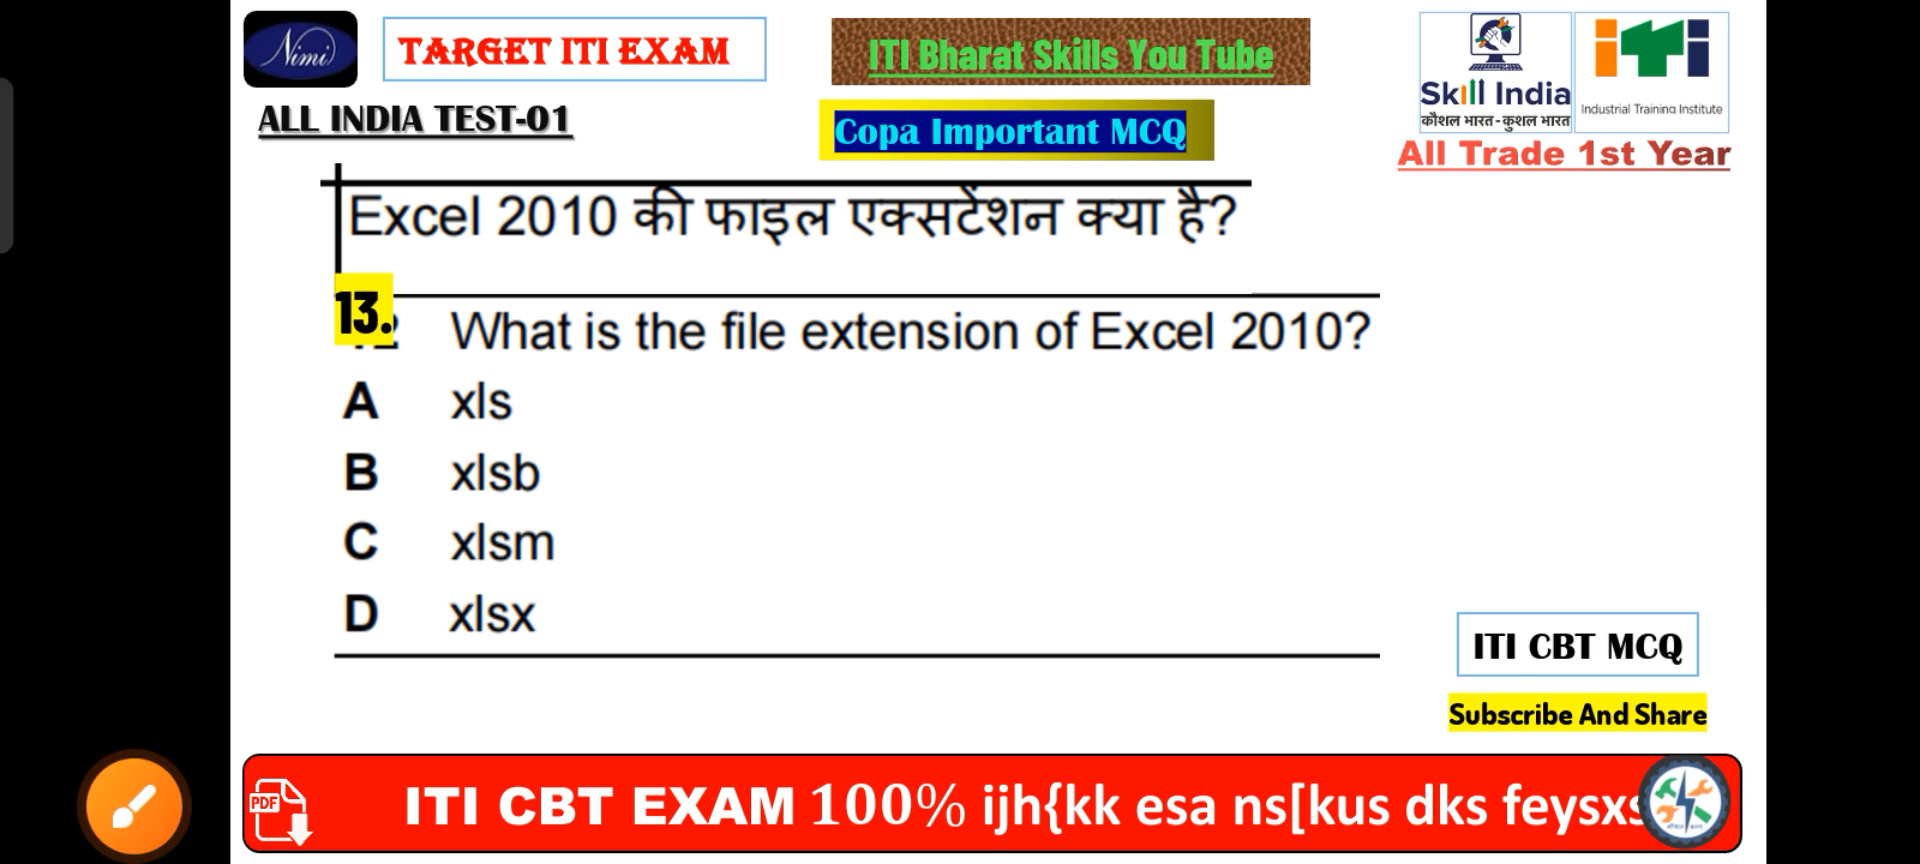 Nimi
TARGET ITI EXAM
ITI Bharat Skills You Tube
Skill India
कौशल भारत-कुशल भारत
iTi
Industrial Training Institute
ALL INDIA TEST-01
Copa Important MCQ
All Trade 1st Year
Excel 2010 की फाइल एक्सटेंशन क्या है?
13. What is the file extension of Excel 2010?
A xls
B xlsb
C xlsm
D xlsx
ITI CBT MCQ
Subscribe And Share
PDF
ITI CBT EXAM 100% ijh{kk esa ns[kus dks feysxs